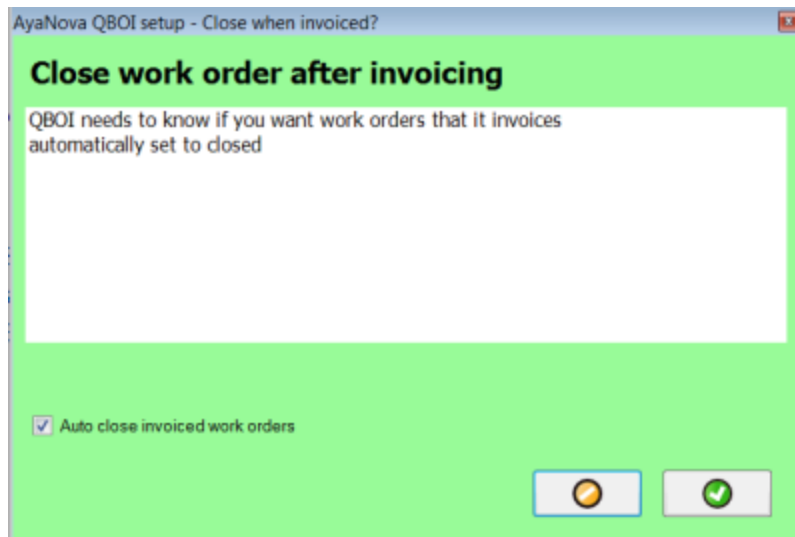 AyaNova QBOI setup - Close when invoiced?
Close work order after invoicing
QBOI needs to know if you want work orders that it invoices
automatically set to closed
Auto close invoiced work orders